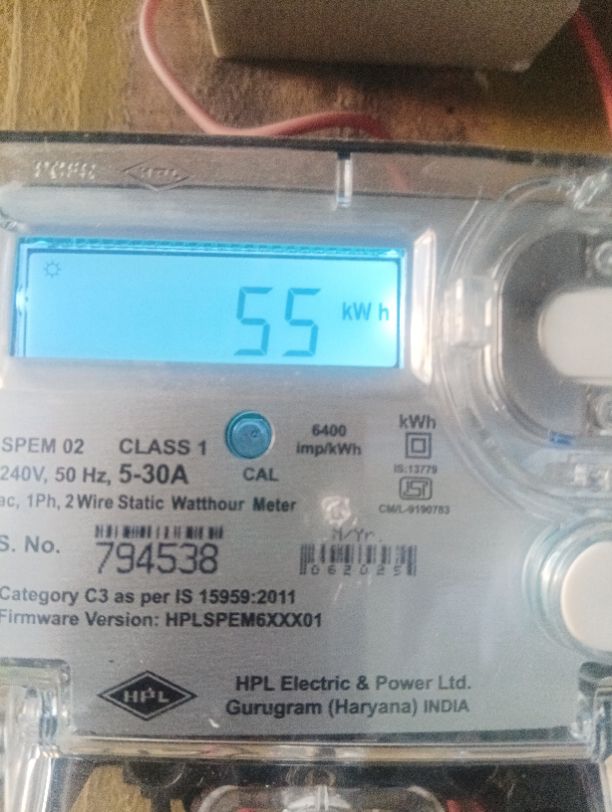 HPL
55 kWh
SPEM 02 CLASS 1
6400
imp/kWh
kWh
240V, 50 Hz, 5-30A
CAL
IS:13779
ac, 1Ph, 2 Wire Static Watthour Meter
CM/L-9190783
S. No. 794538
M/Yr.
062025
Category C3 as per IS 15959:2011
Firmware Version: HPLSPEM6XXX01
HPL
HPL Electric & Power Ltd.
Gurugram (Haryana) INDIA